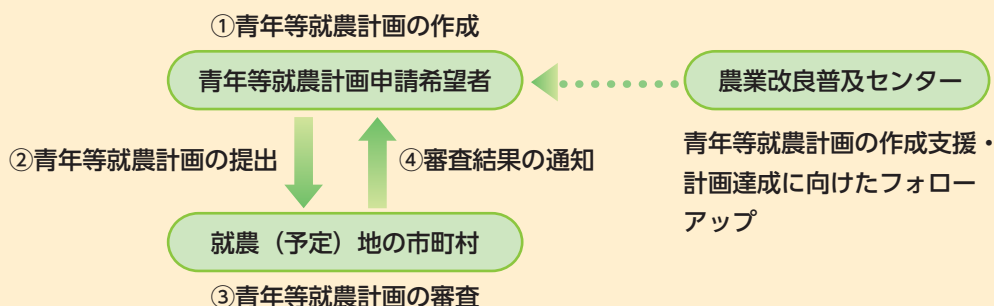 ①青年等就農計画の作成
青年等就農計画申請希望者
農業改良普及センター
②青年等就農計画の提出
④審査結果の通知
青年等就農計画の作成支援・
計画達成に向けたフォロー
アップ
就農（予定）地の市町村
③青年等就農計画の審査